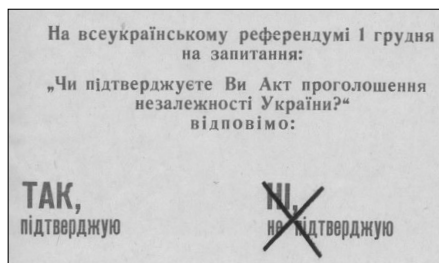 На всеукраїнському референдумі 1 грудня
на запитання:
„Чи підтверджуєте Ви Акт проголошення
незалежності України?“
відповімо:
ТАК,
підтверджую
НІ,
не підтверджую